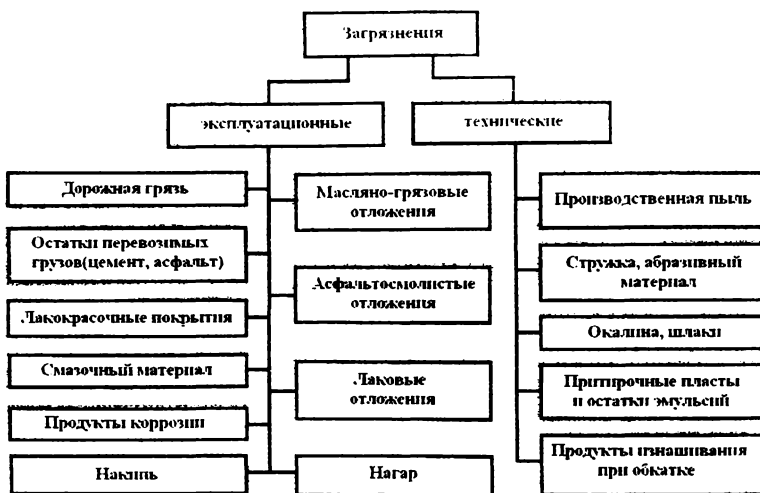 Загрязнения
эксплуатационные
технические
Дорожная грязь
Остатки перевозимых
грузов(цемент, асфальт)
Лакокрасочные покрытия
Смазочный материал
Продукты коррозии
Накипь
Масляно-грязовые
отложения
Асфальтосмолистые
отложения
Лаковые
отложения
Нагар
Производственная пыль
Стружка, абразивный
материал
Окалина, шлаки
Притирочные пласты
и остатки эмульсий
Продукты изнашивания
при обкатке